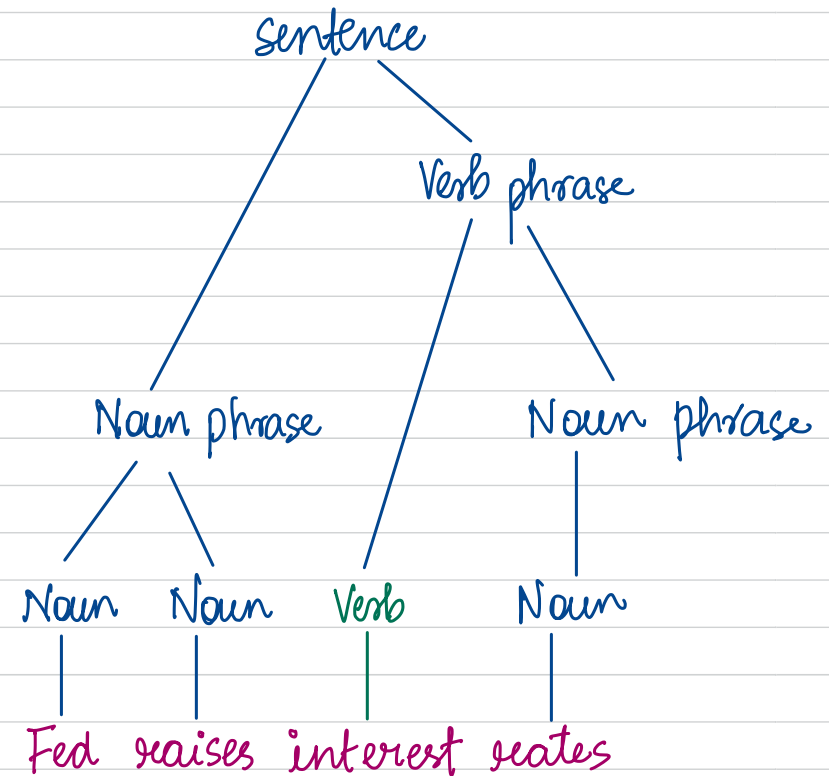 sentence
Verb phrase
Noun phrase Noun phrase
Noun Noun Verb Noun
Fed raises interest rates